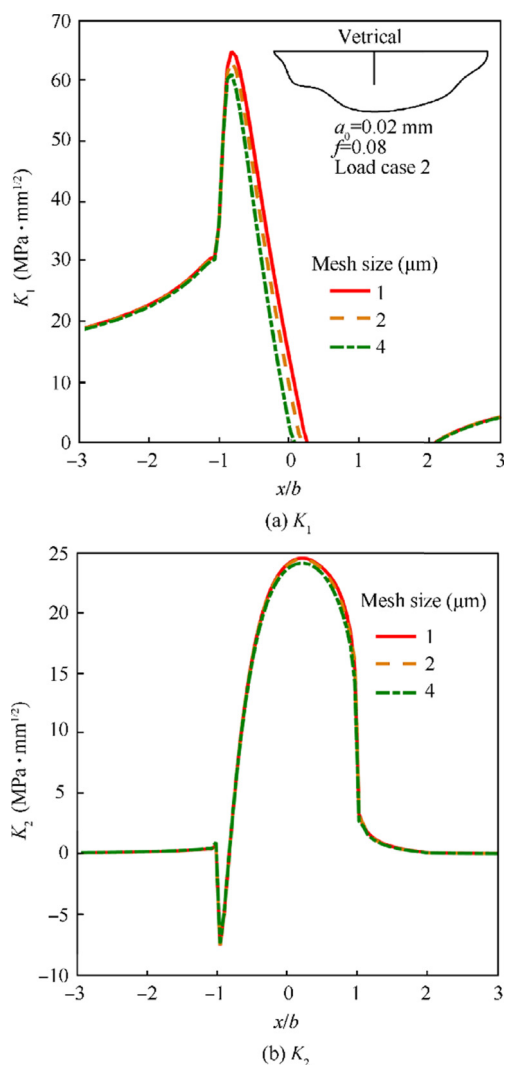 70
60
50
40
30
20
10
0
K₁ (MPa·mm¹/²)
Vetrical
a₀=0.02 mm
f=0.08
Load case 2
Mesh size (μm)
1
2
4
−3 −2 −1 0 1 2 3
x/b
(a) K₁
25
20
15
10
5
0
−5
−10
K₂ (MPa·mm¹/²)
Mesh size (μm)
1
2
4
−3 −2 −1 0 1 2 3
x/b
(b) K₂